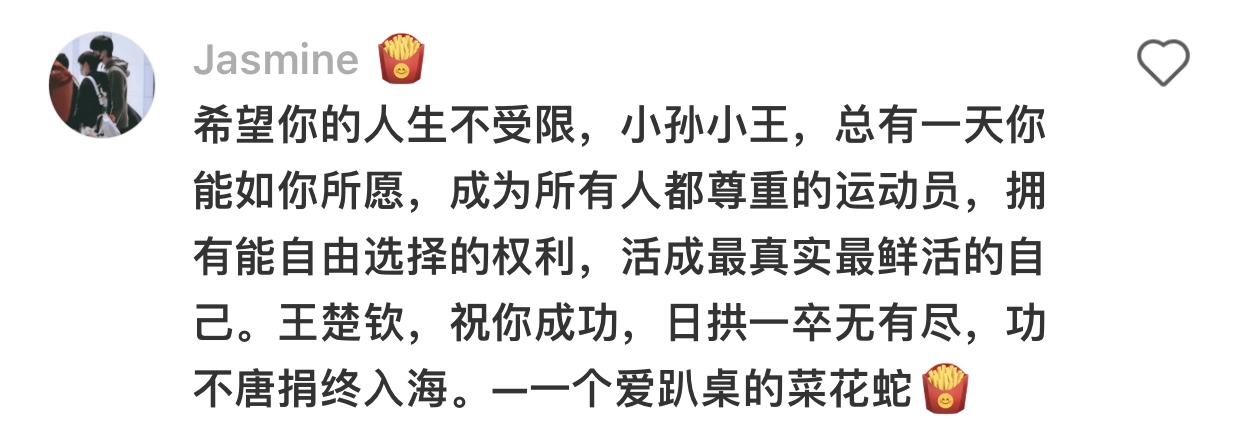 Jasmine 🍟
希望你的人生不受限，小孙小王，总有一天你
能如你所愿，成为所有人都尊重的运动员，拥
有能自由选择的权利，活成最真实最鲜活的自
己。王楚钦，祝你成功，日拱一卒无有尽，功
不唐捐终入海。—一个爱趴桌的菜花蛇🍟